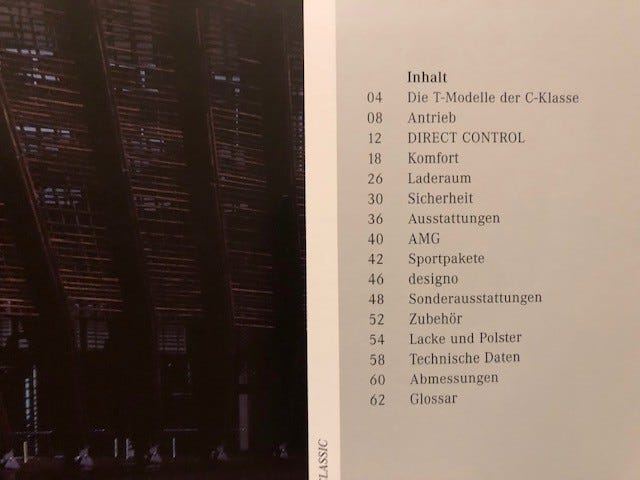 Inhalt
04 Die T-Modelle der C-Klasse
08 Antrieb
12 DIRECT CONTROL
18 Komfort
26 Laderaum
30 Sicherheit
36 Ausstattungen
40 AMG
42 Sportpakete
46 designo
48 Sonderausstattungen
52 Zubehör
54 Lacke und Polster
58 Technische Daten
60 Abmessungen
62 Glossar